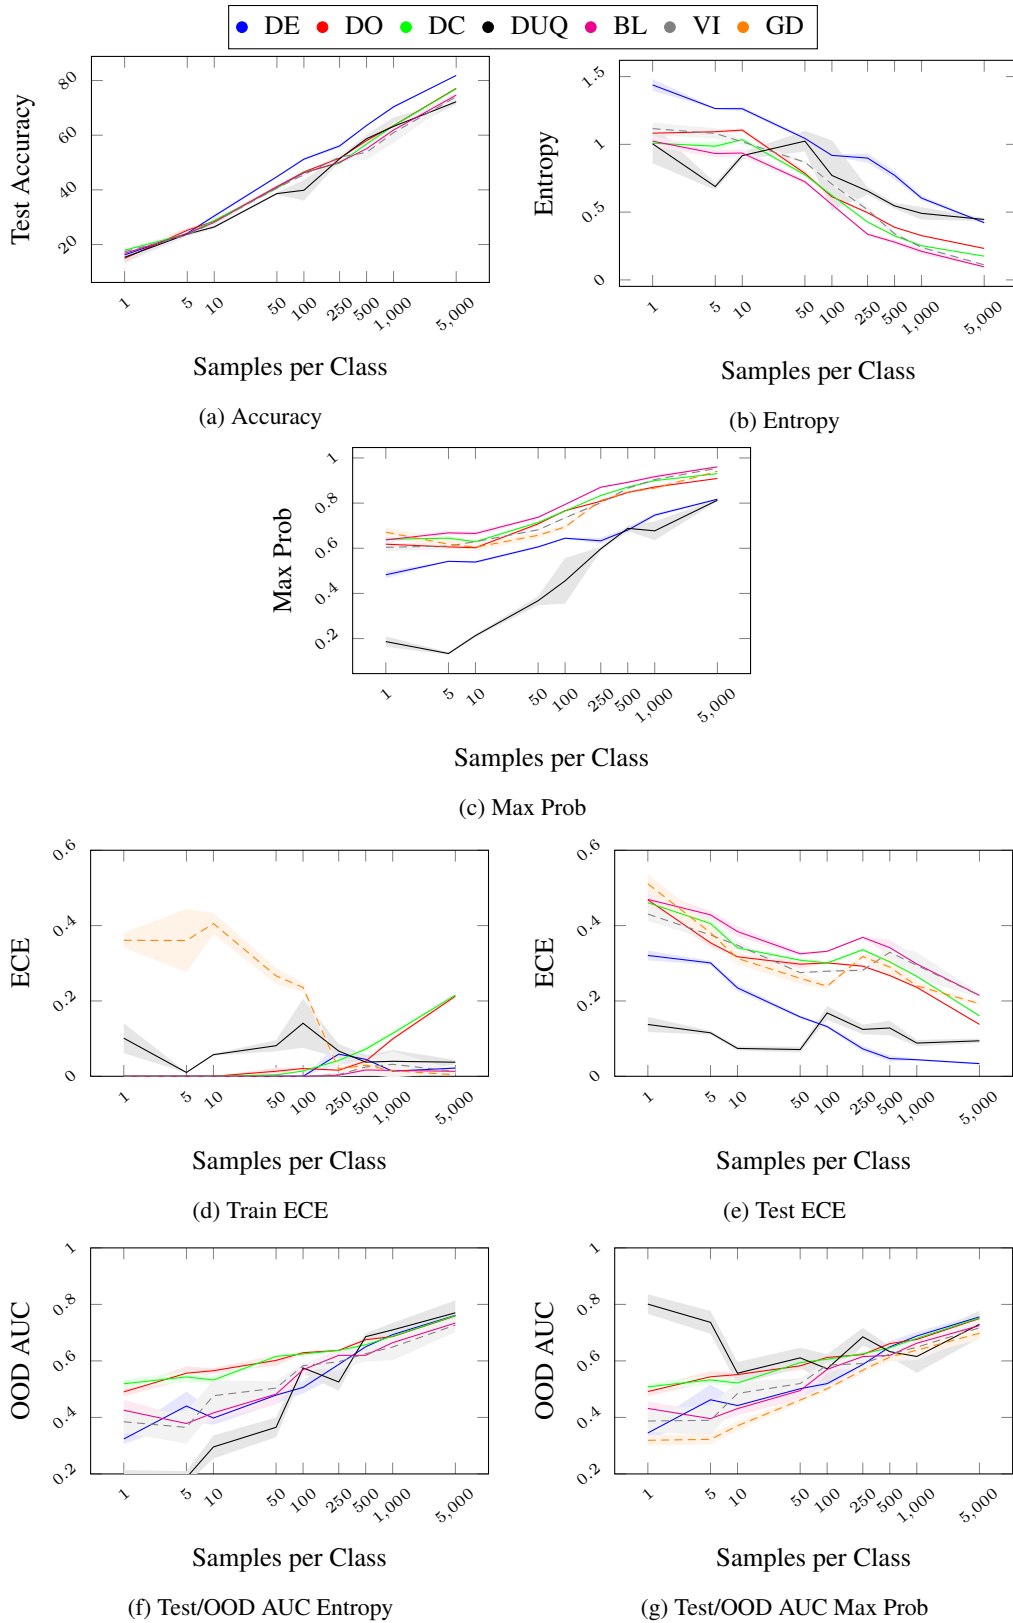 DE DO DC DUQ BL VI GD
80
60
40
20
Test Accuracy
1 5 10 50 100 250 500 1,000 5,000
Samples per Class
(a) Accuracy
1.5
1
0.5
0
Entropy
1 5 10 50 100 250 500 1,000 5,000
Samples per Class
(b) Entropy
1
0.8
0.6
0.4
0.2
Max Prob
1 5 10 50 100 250 500 1,000 5,000
Samples per Class
(c) Max Prob
0.6
0.4
0.2
0
ECE
1 5 10 50 100 250 500 1,000 5,000
Samples per Class
(d) Train ECE
0.6
0.4
0.2
0
ECE
1 5 10 50 100 250 500 1,000 5,000
Samples per Class
(e) Test ECE
1
0.8
0.6
0.4
0.2
OOD AUC
1 5 10 50 100 250 500 1,000 5,000
Samples per Class
(f) Test/OOD AUC Entropy
1
0.8
0.6
0.4
0.2
OOD AUC
1 5 10 50 100 250 500 1,000 5,000
Samples per Class
(g) Test/OOD AUC Max Prob